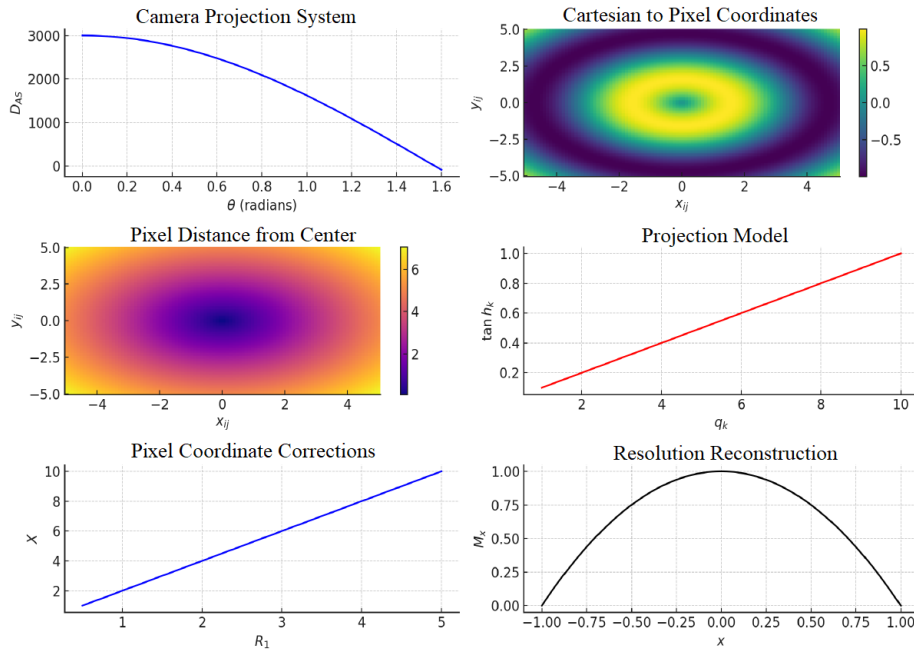 Camera Projection System
3000
2000
1000
0
D_AS
0.0 0.2 0.4 0.6 0.8 1.0 1.2 1.4 1.6
θ (radians)
Cartesian to Pixel Coordinates
5.0
2.5
0.0
−2.5
−5.0
y_ij
−4 −2 0 2 4
x_ij
0.5
0.0
−0.5
Pixel Distance from Center
5.0
2.5
0.0
−2.5
−5.0
y_ij
−4 −2 0 2 4
x_ij
6
4
2
Projection Model
1.0
0.8
0.6
0.4
0.2
tan h_k
2 4 6 8 10
q_k
Pixel Coordinate Corrections
10
8
6
4
2
X
1 2 3 4 5
R_1
Resolution Reconstruction
1.00
0.75
0.50
0.25
0.00
M_x
−1.00 −0.75 −0.50 −0.25 0.00 0.25 0.50 0.75 1.00
x